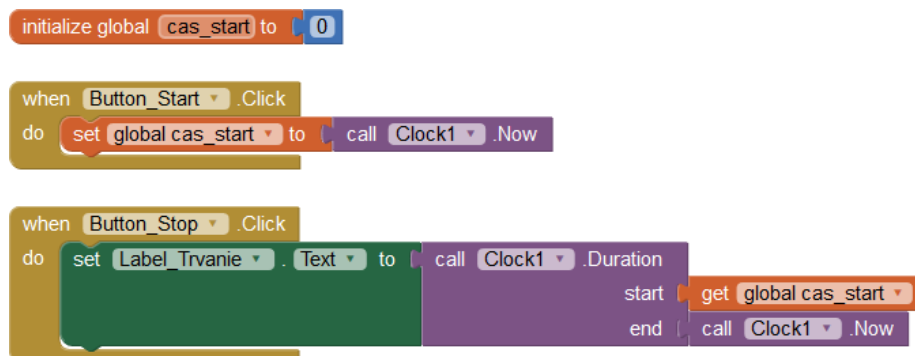 initialize global cas_start to 0
when Button_Start .Click
do set global cas_start to call Clock1 .Now
when Button_Stop .Click
do set Label_Trvanie . Text to call Clock1 .Duration
start get global cas_start
end call Clock1 .Now